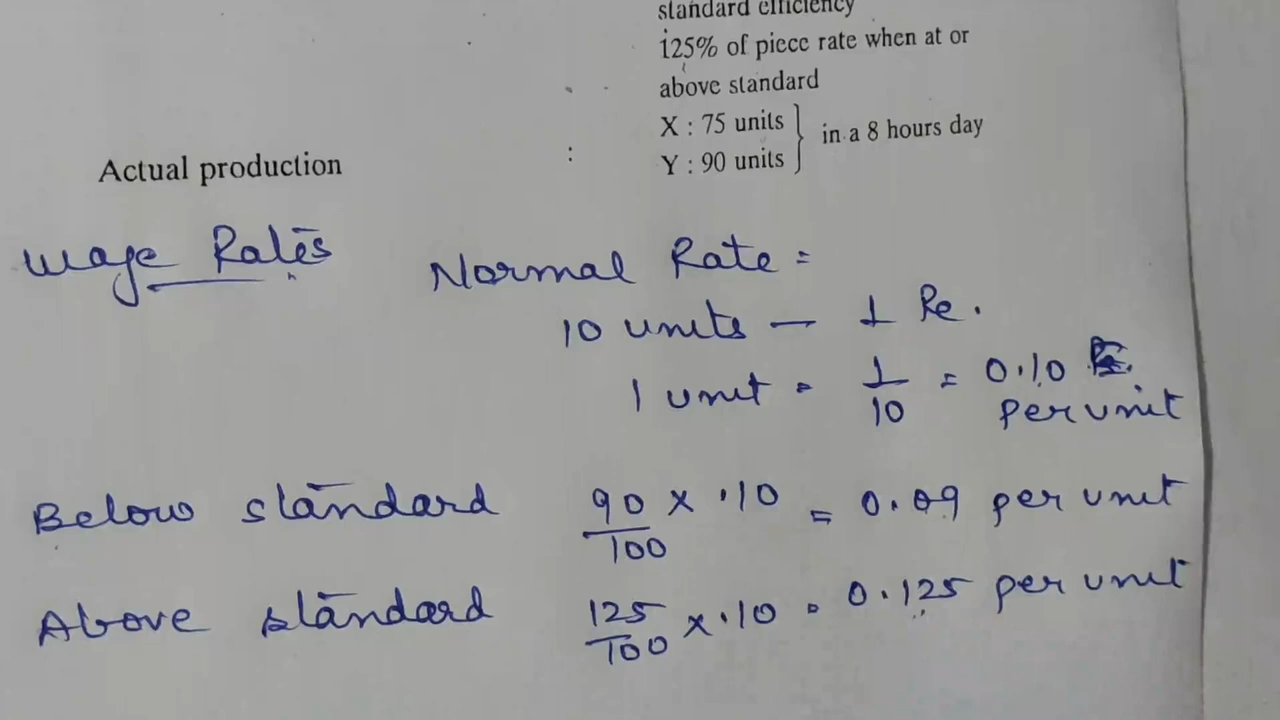 standard efficiency
125% of piece rate when at or
above standard
X : 75 units
Y : 90 units
in a 8 hours day
Actual production :
Wage Rates
Normal Rate =
10 units — 1 Re.
1 unit = 1/10 = 0.10
per unit
Below standard 90/100 x .10 = 0.09 per unit
Above standard 125/100 x .10 = 0.125 per unit